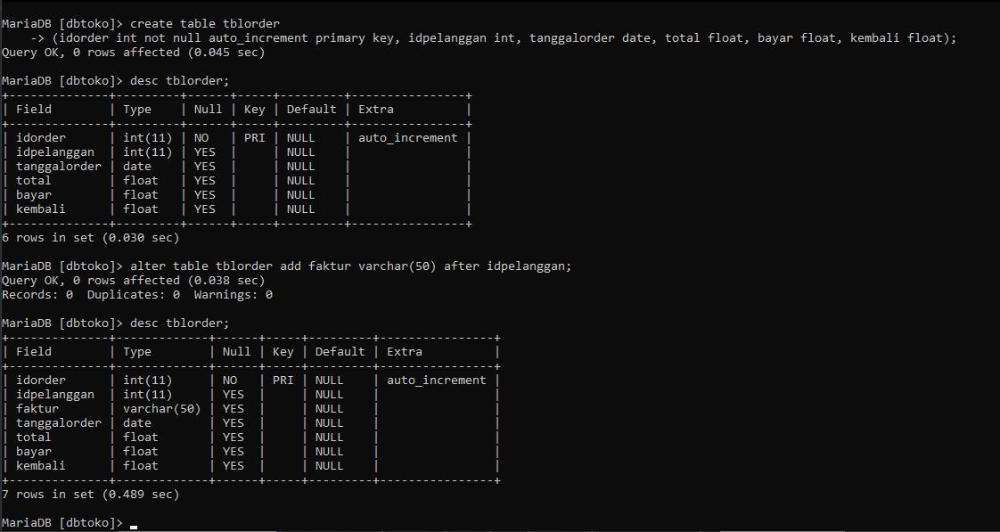 MariaDB [dbtoko]> create table tblorder
    -> (idorder int not null auto_increment primary key, idpelanggan int, tanggalorder date, total float, bayar float, kembali float);
Query OK, 0 rows affected (0.045 sec)
MariaDB [dbtoko]> desc tblorder;
+--------------+---------+------+-----+---------+----------------+
| Field        | Type    | Null | Key | Default | Extra          |
+--------------+---------+------+-----+---------+----------------+
| idorder      | int(11) | NO   | PRI | NULL    | auto_increment |
| idpelanggan  | int(11) | YES  |     | NULL    |                |
| tanggalorder | date    | YES  |     | NULL    |                |
| total        | float   | YES  |     | NULL    |                |
| bayar        | float   | YES  |     | NULL    |                |
| kembali      | float   | YES  |     | NULL    |                |
+--------------+---------+------+-----+---------+----------------+
6 rows in set (0.030 sec)
MariaDB [dbtoko]> alter table tblorder add faktur varchar(50) after idpelanggan;
Query OK, 0 rows affected (0.038 sec)
Records: 0  Duplicates: 0  Warnings: 0
MariaDB [dbtoko]> desc tblorder;
+--------------+-------------+------+-----+---------+----------------+
| Field        | Type        | Null | Key | Default | Extra          |
+--------------+-------------+------+-----+---------+----------------+
| idorder      | int(11)     | NO   | PRI | NULL    | auto_increment |
| idpelanggan  | int(11)     | YES  |     | NULL    |                |
| faktur       | varchar(50) | YES  |     | NULL    |                |
| tanggalorder | date        | YES  |     | NULL    |                |
| total        | float       | YES  |     | NULL    |                |
| bayar        | float       | YES  |     | NULL    |                |
| kembali      | float       | YES  |     | NULL    |                |
+--------------+-------------+------+-----+---------+----------------+
7 rows in set (0.489 sec)
MariaDB [dbtoko]>